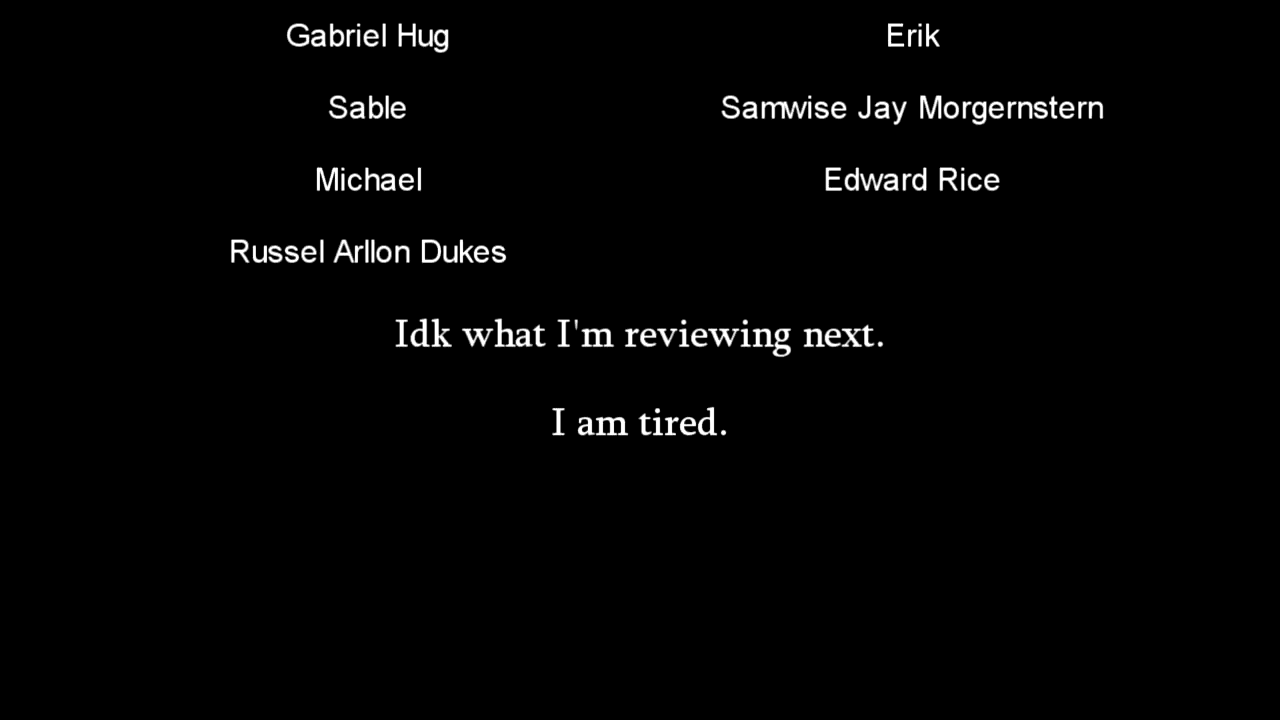 Gabriel Hug
Erik
Sable
Samwise Jay Morgernstern
Michael
Edward Rice
Russel Arllon Dukes
Idk what I'm reviewing next.
I am tired.